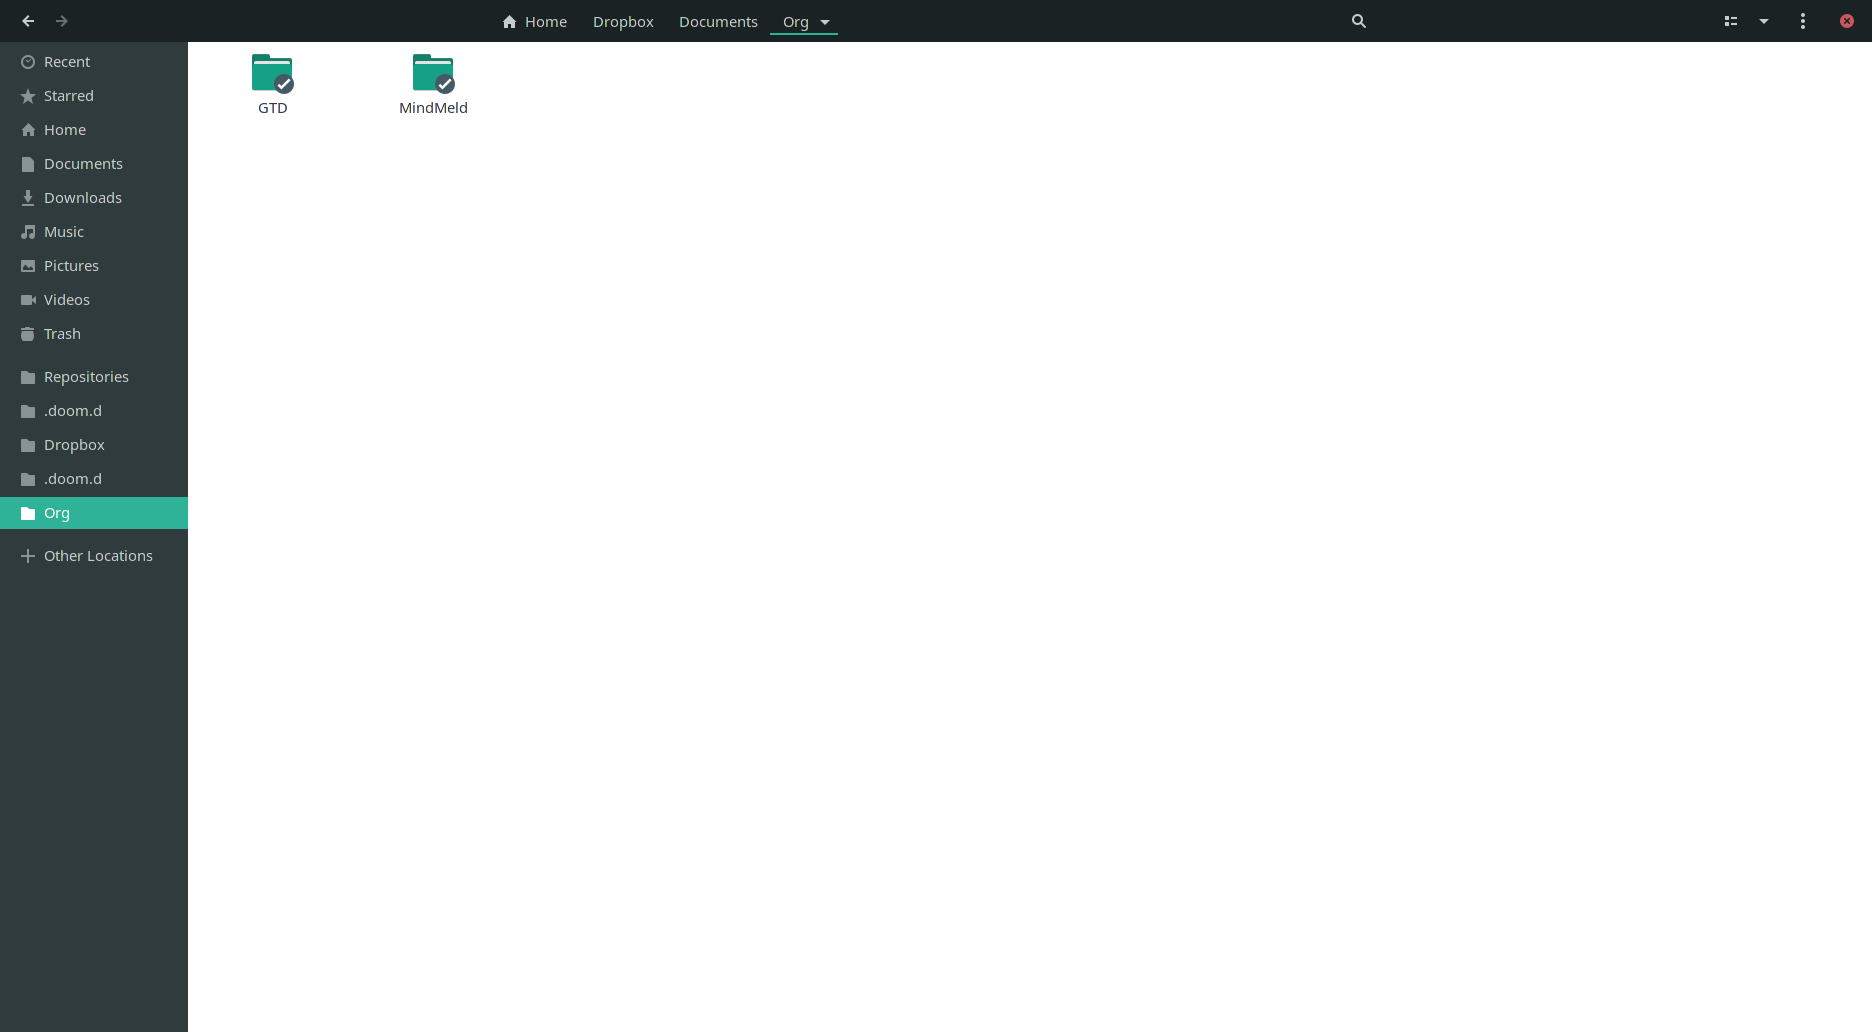 Home Dropbox Documents Org
Recent
Starred
Home
Documents
Downloads
Music
Pictures
Videos
Trash
Repositories
.doom.d
Dropbox
.doom.d
Org
Other Locations
GTD MindMeld